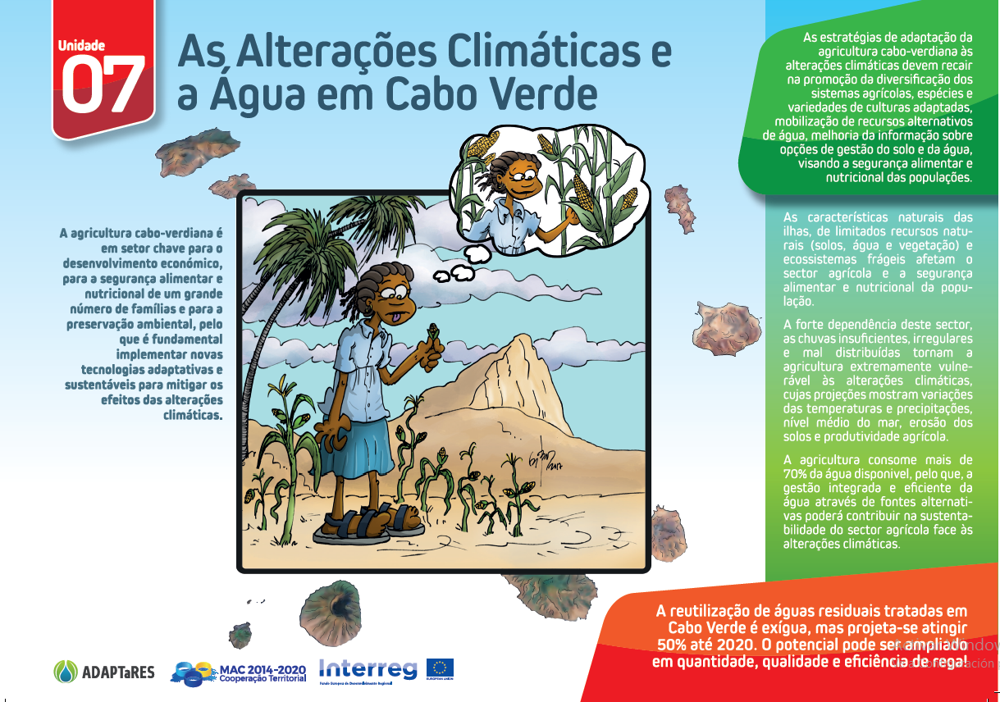 Unidade
07
As Alterações Climáticas e
a Água em Cabo Verde
A agricultura cabo-verdiana é
em setor chave para o
desenvolvimento económico,
para a segurança alimentar e
nutricional de um grande
número de famílias e para a
preservação ambiental, pelo
que é fundamental
implementar novas
tecnologias adaptativas e
sustentáveis para mitigar os
efeitos das alterações
climáticas.
As estratégias de adaptação da
agricultura cabo-verdiana às
alterações climáticas devem recair
na promoção da diversificação dos
sistemas agrícolas, espécies e
variedades de culturas adaptadas,
mobilização de recursos alternativos
de água, melhoria da informação sobre
opções de gestão do solo e da água,
visando a segurança alimentar e
nutricional das populações.
As características naturais das
ilhas, de limitados recursos natu-
rais (solos, água e vegetação) e
ecossistemas frágeis afetam o
sector agrícola e a segurança
alimentar e nutricional da popu-
lação.
A forte dependência deste sector,
as chuvas insuficientes, irregulares
e mal distribuídas tornam a
agricultura extremamente vulne-
rável às alterações climáticas,
cujas projeções mostram variações
das temperaturas e precipitações,
nível médio do mar, erosão dos
solos e produtividade agrícola.
A agricultura consome mais de
70% da água disponivel, pelo que, a
gestão integrada e eficiente da
água através de fontes alternati-
vas poderá contribuir na sustenta-
bilidade do sector agrícola face às
alterações climáticas.
A reutilização de águas residuais tratadas em
Cabo Verde é exígua, mas projeta-se atingir
50% até 2020. O potencial pode ser ampliado
em quantidade, qualidade e eficiência de rega!
ADAPTaRES
MAC 2014-2020
Cooperação Territorial
Interreg
Fundo Europeu de Desenvolvimento Regional
EUROPEAN UNION